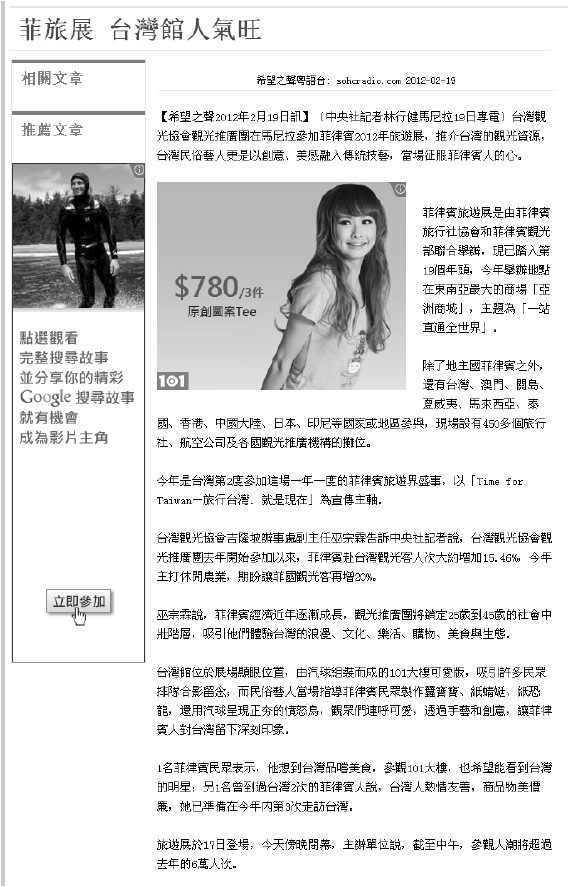 菲旅展 台灣館人氣旺
相關文章
推薦文章
點選觀看
完整搜尋故事
並分享你的精彩
Google 搜尋故事
就有機會
成為影片主角
立即參加
希望之聲粵語台: sohcradio.com 2012-02-19
【希望之聲2012年2月19日訊】〔中央社記者林行健馬尼拉19日專電〕台灣觀
光協會觀光推廣團在馬尼拉參加菲律賓2012年旅遊展，推介台灣的觀光資源，
台灣民俗藝人更是以創意、美感融入傳統技藝，當場征服菲律賓人的心。
$780/3件
原創圖案Tee
101
菲律賓旅遊展是由菲律賓
旅行社協會和菲律賓觀光
部聯合舉辦，現已踏入第
19個年頭，今年舉辦地點
在東南亞最大的商場「亞
洲商城」，主題為「一站
直通全世界」．
除了地主國菲律賓之外，
還有台灣、澳門、關島、
夏威夷、馬來西亞、泰
國、香港、中國大陸、日本、印尼等國家或地區參與，現場設有450多個旅行
社、航空公司及各國觀光推廣機構的攤位。
今年是台灣第2度參加這場一年一度的菲律賓旅遊界盛事，以「Time for
Taiwan－旅行台灣．就是現在」為宣傳主軸．
台灣觀光協會吉隆坡辦事處副主任巫宗霖告訴中央社記者說，台灣觀光協會觀
光推廣團去年開始參加以來，菲律賓赴台灣觀光客人次大約增加15.46%，今年
主打休閒農業，期盼讓菲國觀光客再增20%。
巫宗霖說，菲律賓經濟近年逐漸成長，觀光推廣團將鎖定25歲到45歲的社會中
壯階層，吸引他們體驗台灣的浪漫、文化、樂活、購物、美食與生態．
台灣館位於展場顯眼位置，由汽球組裝而成的101大樓可愛版，吸引許多民眾
排隊合影留念；而民俗藝人當場指導菲律賓民眾製作蠶寶寶、紙蜻蜓、紙恐
龍，還用汽球呈現正夯的憤怒鳥，觀眾們連呼可愛，透過手藝和創意，讓菲律
賓人對台灣留下深刻印象。
1名菲律賓民眾表示，他想到台灣品嚐美食，參觀101大樓，也希望能看到台灣
的明星；另1名曾到過台灣2次的菲律賓人說，台灣人熱情友善，商品物美價
廉，她已準備在今年內第3次走訪台灣。
旅遊展於17日登場，今天傍晚閉幕，主辦單位說，截至中午，參觀人潮將超過
去年的6萬人次。